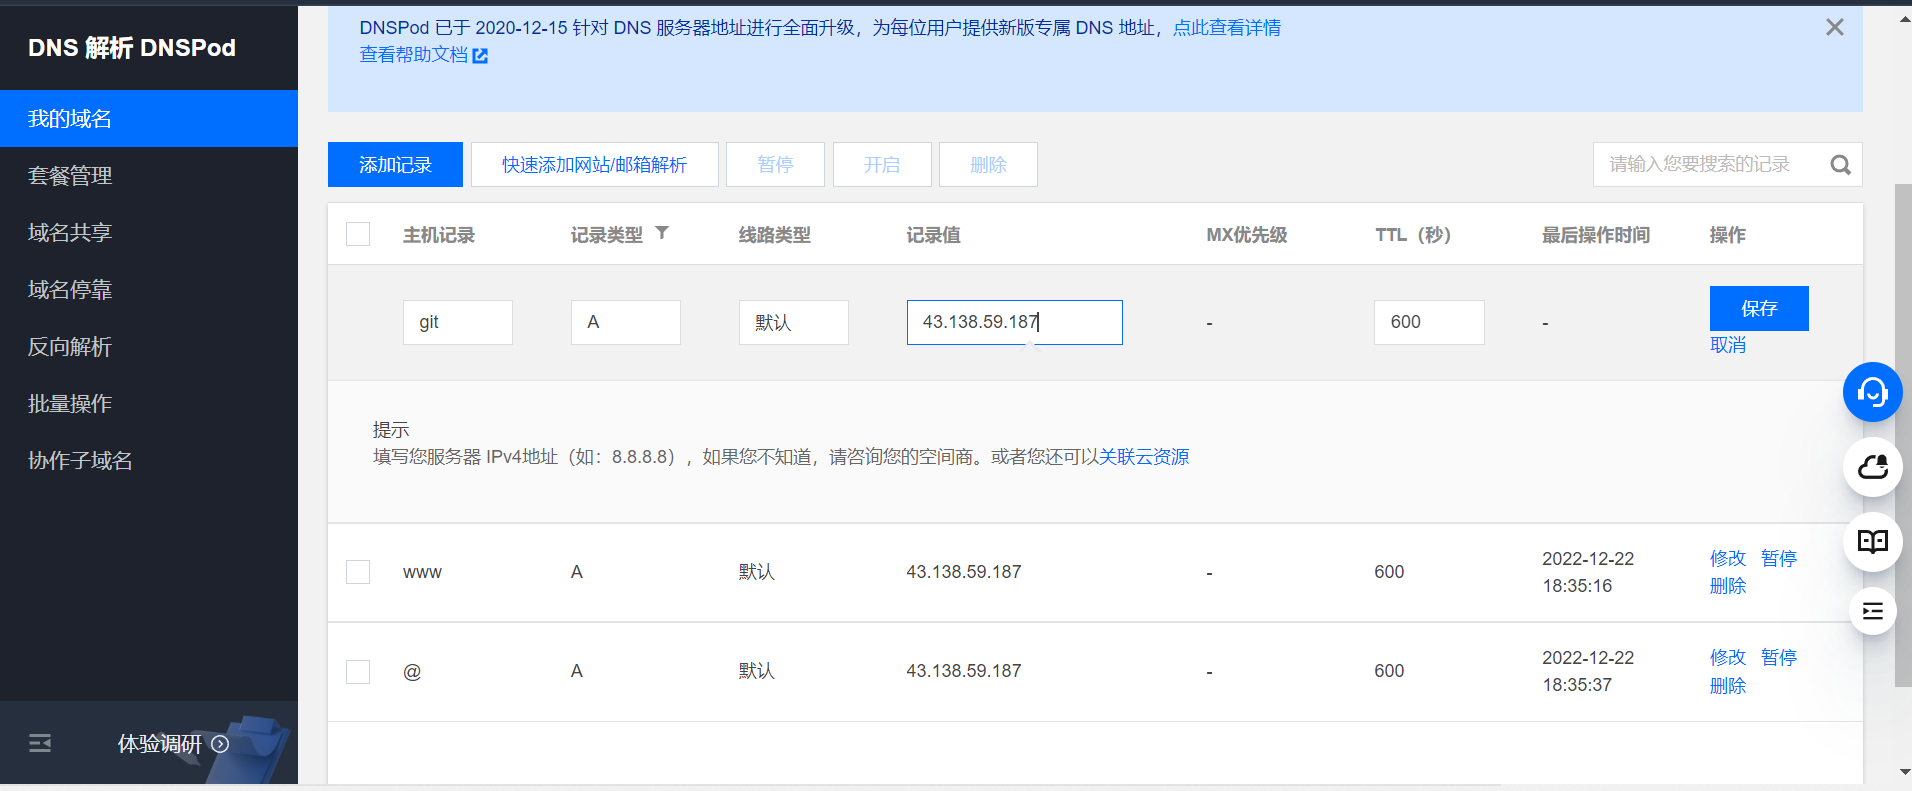 DNS 解析 DNSPod
我的域名
套餐管理
域名共享
域名停靠
反向解析
批量操作
协作子域名
体验调研
DNSPod 已于 2020-12-15 针对 DNS 服务器地址进行全面升级，为每位用户提供新版专属 DNS 地址，点此查看详情
查看帮助文档
添加记录 快速添加网站/邮箱解析 暂停 开启 删除 请输入您要搜索的记录
主机记录 记录类型 线路类型 记录值 MX优先级 TTL（秒） 最后操作时间 操作
git A 默认 43.138.59.187 - 600 - 保存
取消
提示
填写您服务器 IPv4地址（如：8.8.8.8），如果您不知道，请咨询您的空间商。或者您还可以关联云资源
www A 默认 43.138.59.187 - 600 2022-12-22 18:35:16 修改 暂停 删除
@ A 默认 43.138.59.187 - 600 2022-12-22 18:35:37 修改 暂停 删除